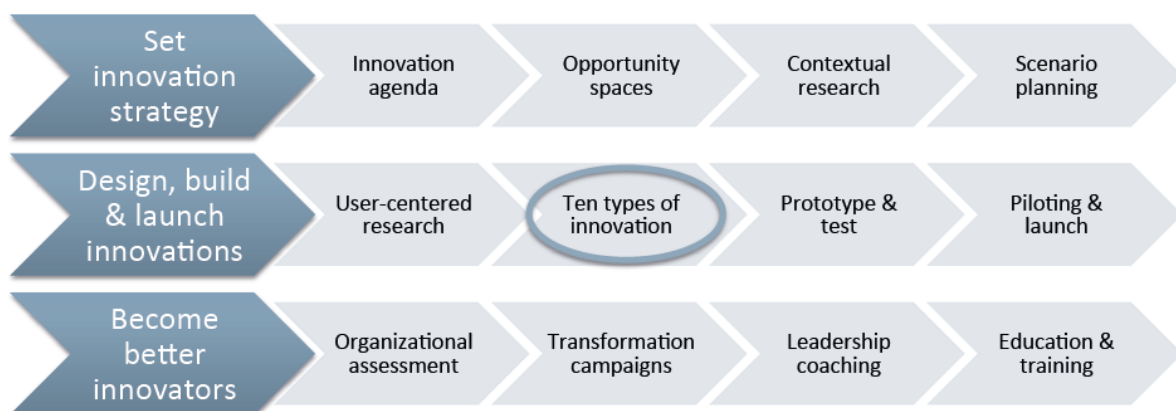 Set
innovation
strategy
Innovation
agenda
Opportunity
spaces
Contextual
research
Scenario
planning
Design, build
& launch
innovations
User-centered
research
Ten types of
innovation
Prototype &
test
Piloting &
launch
Become
better
innovators
Organizational
assessment
Transformation
campaigns
Leadership
coaching
Education &
training